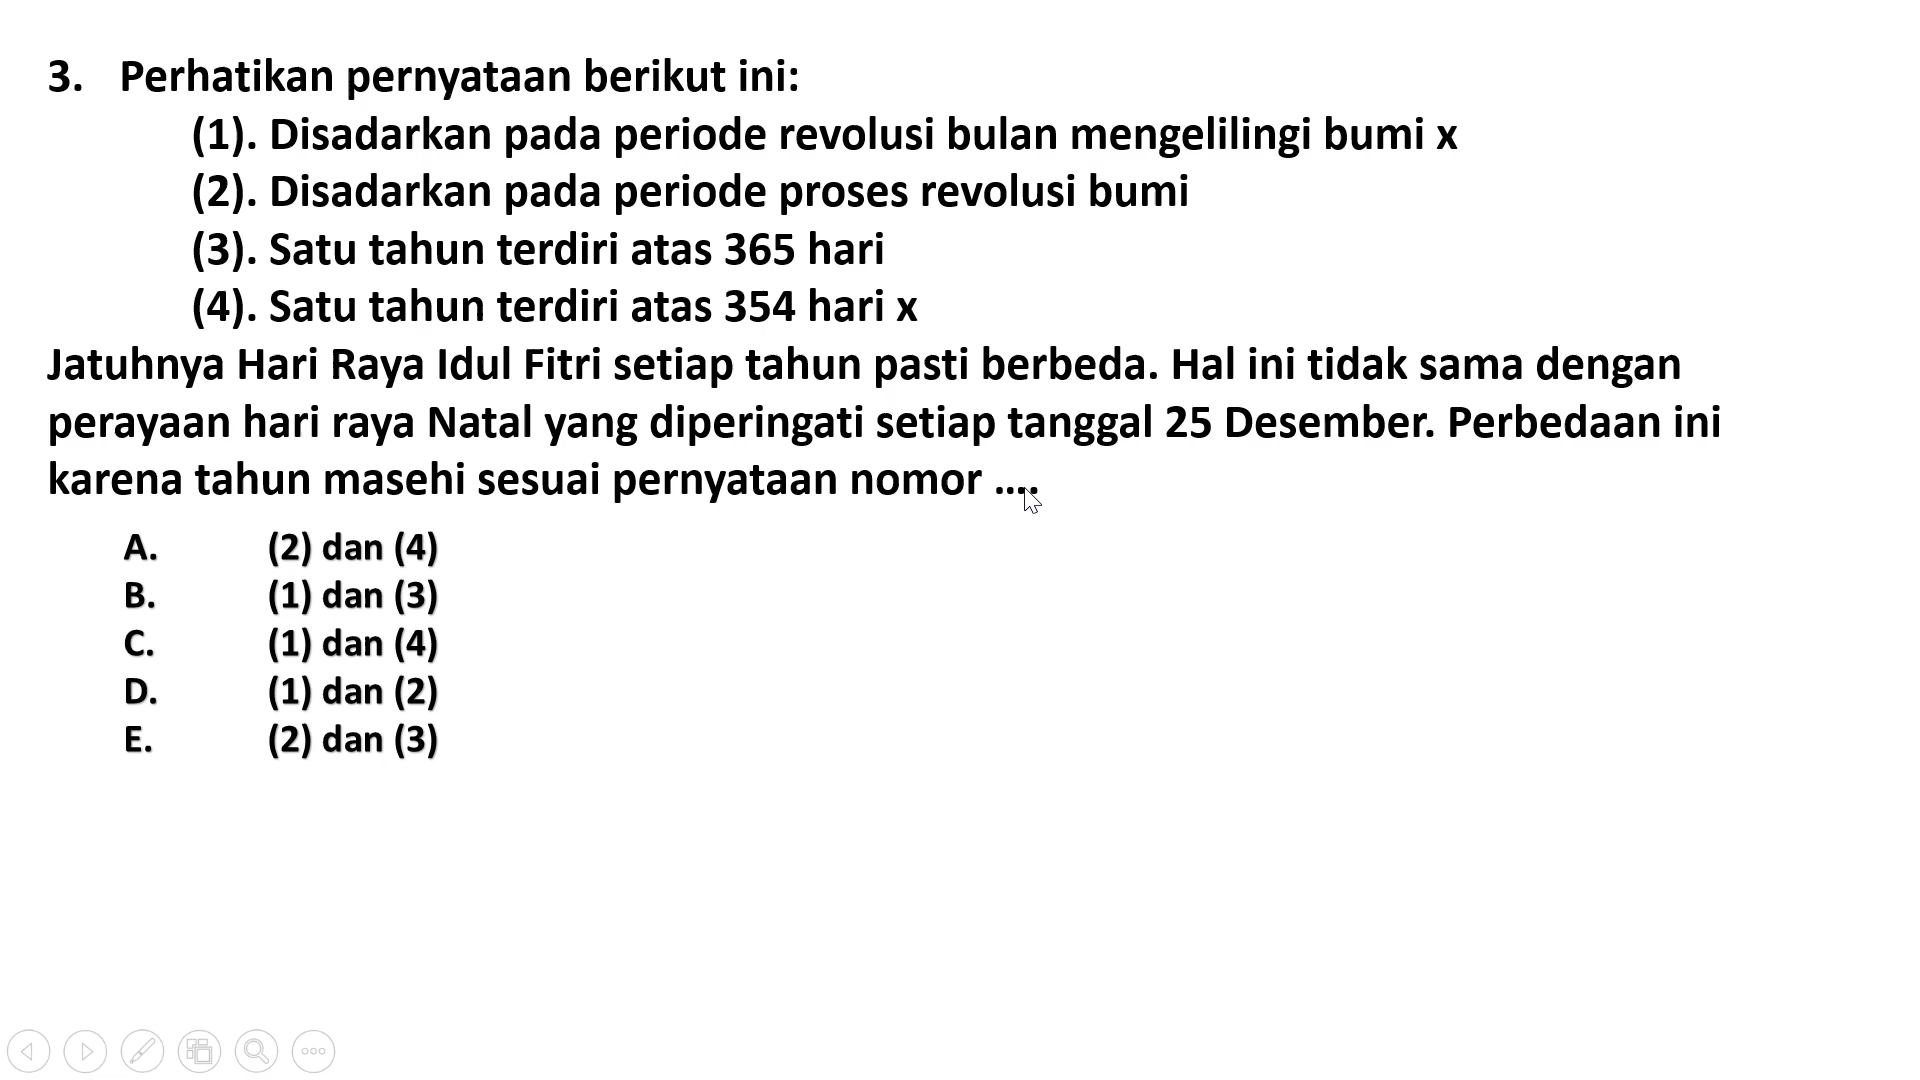 3. Perhatikan pernyataan berikut ini:
(1). Disadarkan pada periode revolusi bulan mengelilingi bumi x
(2). Disadarkan pada periode proses revolusi bumi
(3). Satu tahun terdiri atas 365 hari
(4). Satu tahun terdiri atas 354 hari x
Jatuhnya Hari Raya Idul Fitri setiap tahun pasti berbeda. Hal ini tidak sama dengan
perayaan hari raya Natal yang diperingati setiap tanggal 25 Desember. Perbedaan ini
karena tahun masehi sesuai pernyataan nomor ....
A. (2) dan (4)
B. (1) dan (3)
C. (1) dan (4)
D. (1) dan (2)
E. (2) dan (3)